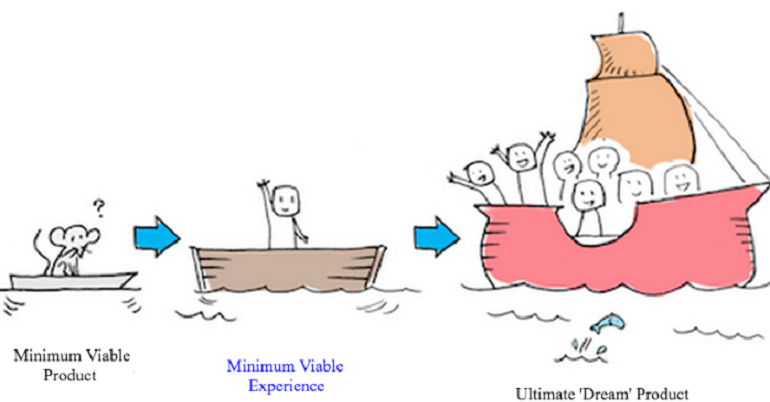 ?
Minimum Viable
Product
Minimum Viable
Experience
Ultimate 'Dream' Product